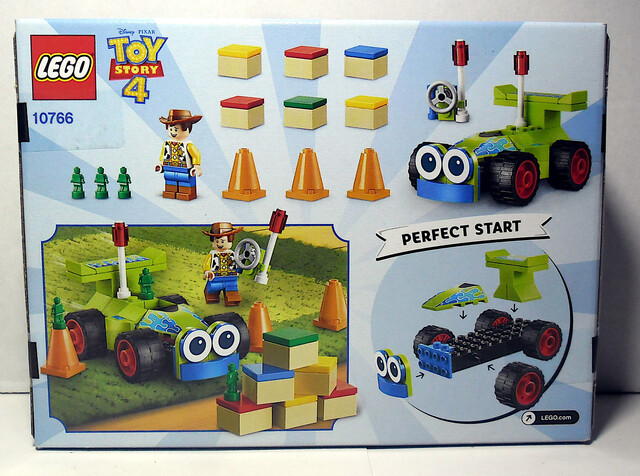 LEGO
Disney · PIXAR
TOY
STORY
4
10766
PERFECT START
LEGO.com